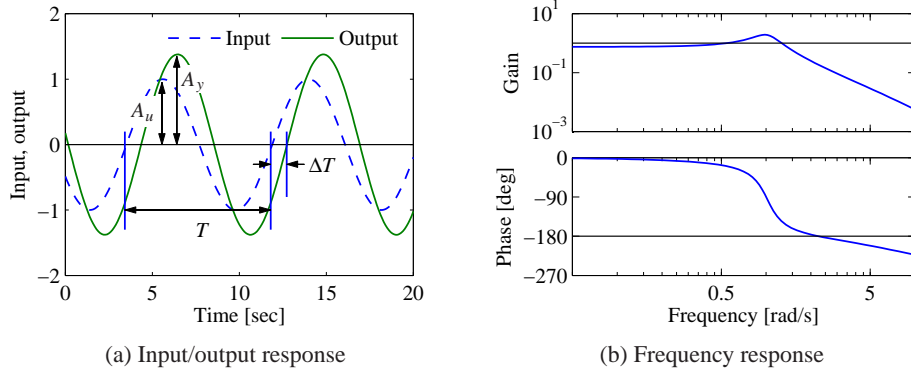 2
1
0
−1
−2
Input, output
Input
Output
A_u
A_y
ΔT
T
0
5
10
15
20
Time [sec]
(a) Input/output response
10^1
10^−1
10^−3
Gain
0
−90
−180
−270
Phase [deg]
0.5
5
Frequency [rad/s]
(b) Frequency response